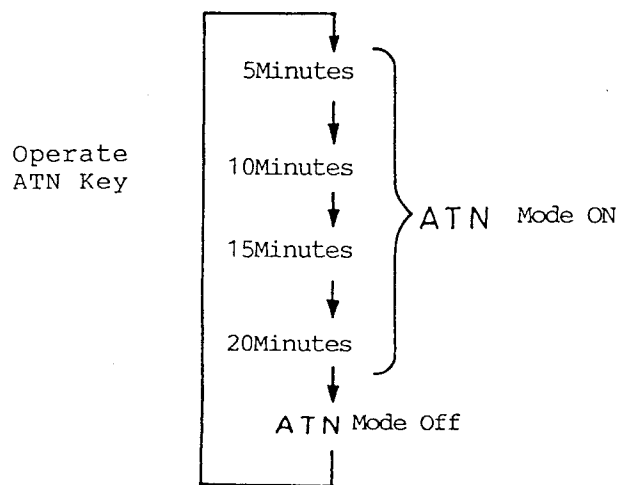 5Minutes
Operate
ATN Key
10Minutes
ATN Mode ON
15Minutes
20Minutes
ATN Mode Off